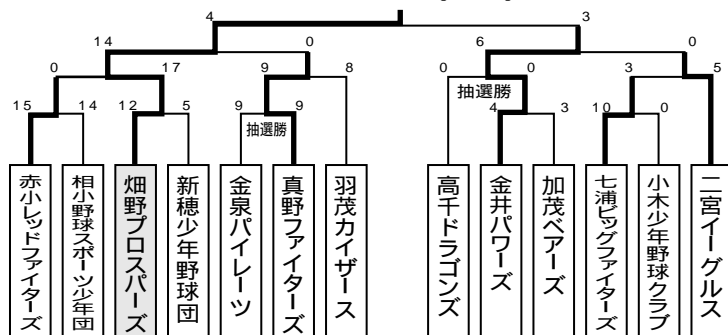 4 3
14 0 6 0
0 17 9 8 0 0 3 5
抽選勝
15 14 12 5 9 9 4 3 10 0
抽選勝
赤小レッドファイターズ
相小野球スポーツ少年団
畑野プロスパーズ
新穂少年野球団
金泉パイレーツ
真野ファイターズ
羽茂カイザース
高千ドラゴンズ
金井パワーズ
加茂ベアーズ
七浦ビッグファイターズ
小木少年野球クラブ
二宮イーグルス